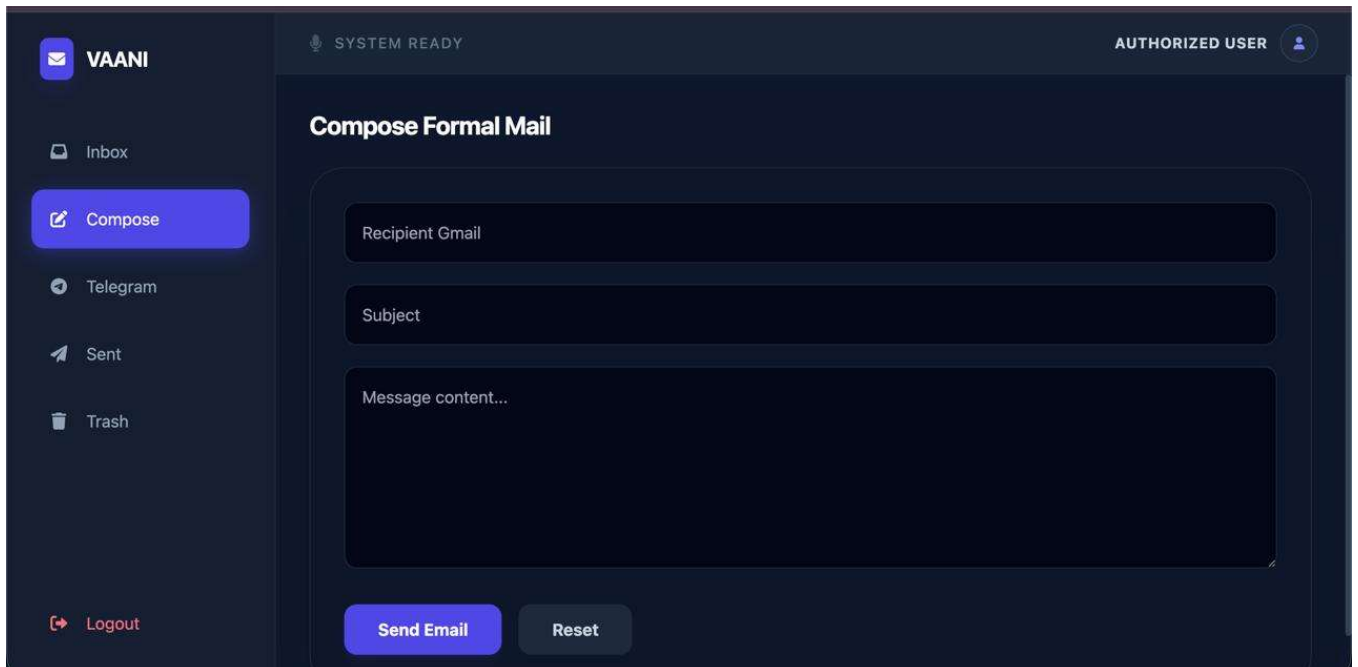 VAANI
SYSTEM READY
AUTHORIZED USER
Compose Formal Mail
Inbox
Compose
Telegram
Sent
Trash
Logout
Recipient Gmail
Subject
Message content...
Send Email
Reset